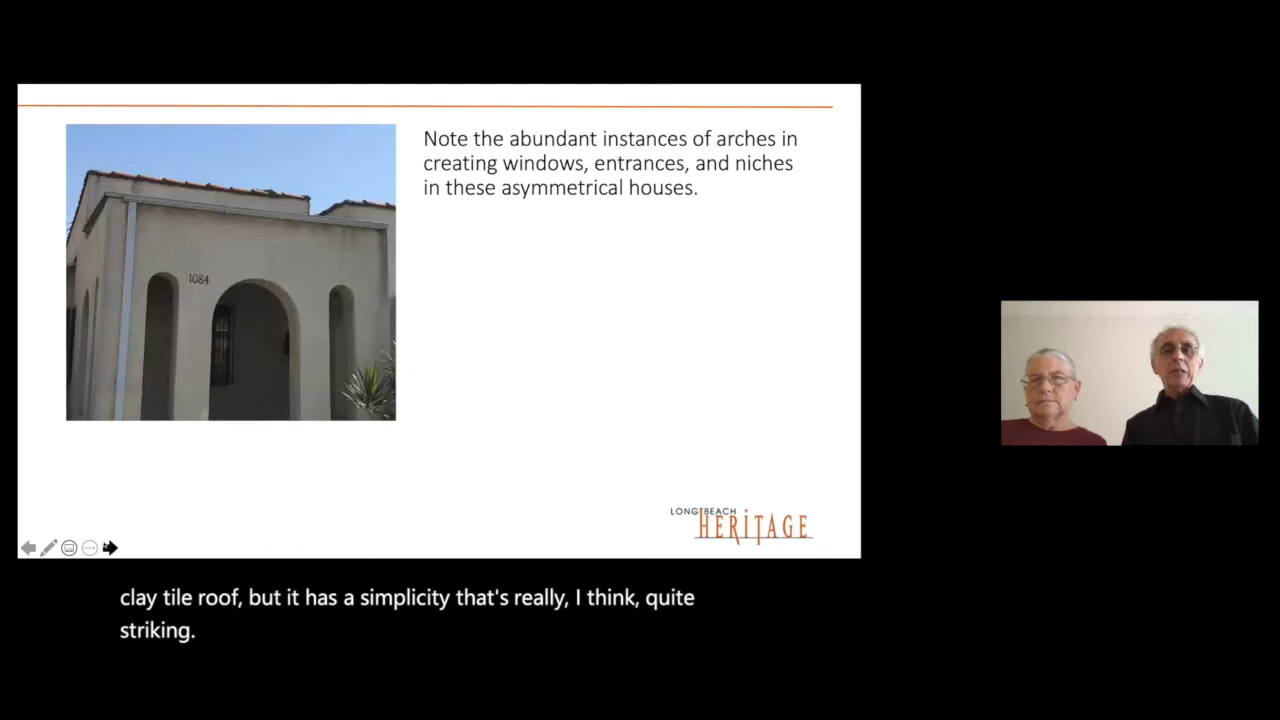 Note the abundant instances of arches in
creating windows, entrances, and niches
in these asymmetrical houses.
1084
LONG BEACH
HERITAGE
clay tile roof, but it has a simplicity that's really, I think, quite
striking.